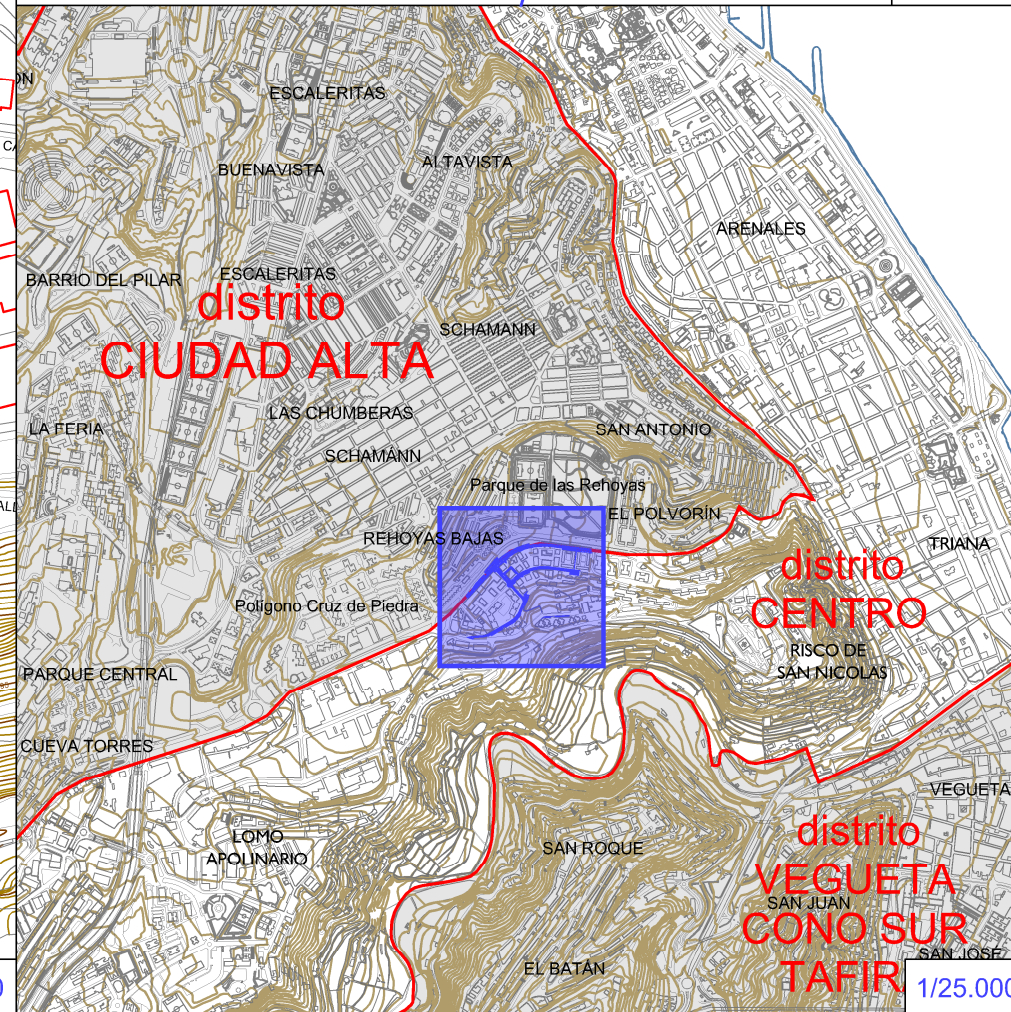 ESCALERITAS
BUENAVISTA
ALTAVISTA
ARENALES
BARRIO DEL PILAR
ESCALERITAS
distrito
CIUDAD ALTA
SCHAMANN
LAS CHUMBERAS
LA FERIA
SAN ANTONIO
SCHAMANN
Parque de las Rehoyas
EL POLVORÍN
REHOYAS BAJAS
TRIANA
distrito
CENTRO
Polígono Cruz de Piedra
RISCO DE
SAN NICOLAS
PARQUE CENTRAL
CUEVA TORRES
VEGUETA
LOMO
APOLINARIO
distrito
VEGUETA
CONO SUR
TAFIR
SAN ROQUE
SAN JUAN
SAN JOSE
EL BATÁN
1/25.000